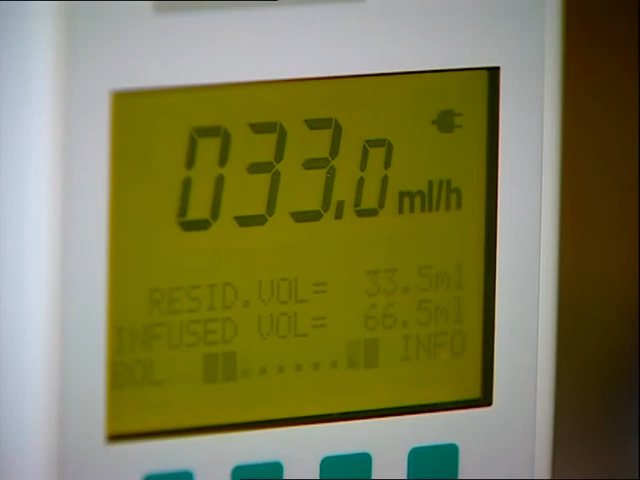 033.0 ml/h
RESID.VOL= 33.5ml
INFUSED VOL= 66.5ml
BOL INFO